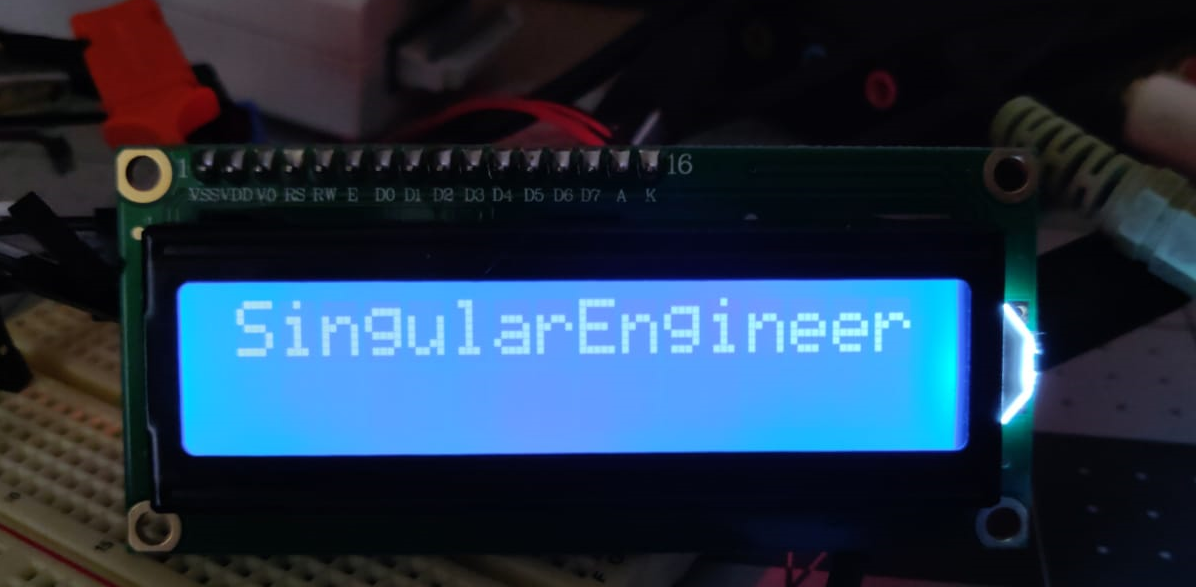 1 16
VSS VDD V0 RS RW E D0 D1 D2 D3 D4 D5 D6 D7 A K
SingularEngineer